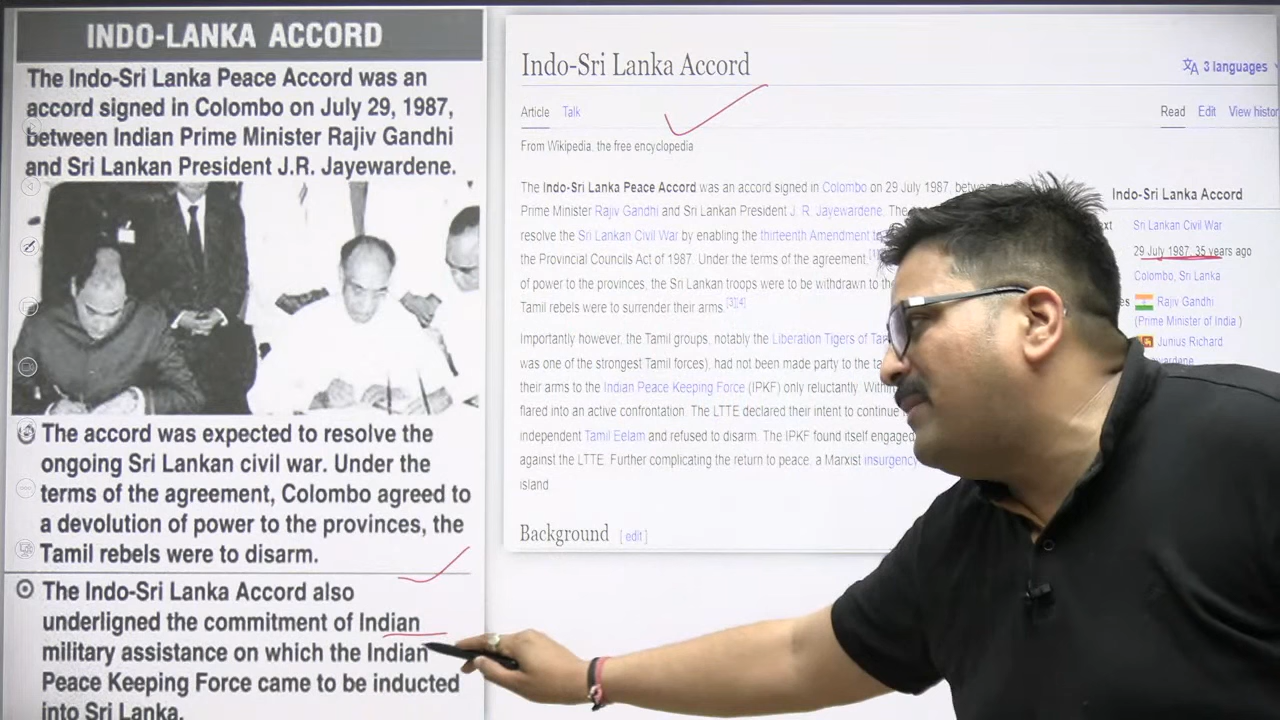 INDO-LANKA ACCORD
The Indo-Sri Lanka Peace Accord was an
accord signed in Colombo on July 29, 1987,
between Indian Prime Minister Rajiv Gandhi
and Sri Lankan President J.R. Jayewardene.
The accord was expected to resolve the
ongoing Sri Lankan civil war. Under the
terms of the agreement, Colombo agreed to
a devolution of power to the provinces, the
Tamil rebels were to disarm.
The Indo-Sri Lanka Accord also
underligned the commitment of Indian
military assistance on which the Indian
Peace Keeping Force came to be inducted
into Sri Lanka.
Indo-Sri Lanka Accord
3 languages
Article Talk
Read Edit View histor
From Wikipedia, the free encyclopedia
The Indo-Sri Lanka Peace Accord was an accord signed in Colombo on 29 July 1987,
Prime Minister Rajiv Gandhi and Sri Lankan President J. R. Jayewardene. The
resolve the Sri Lankan Civil War by enabling the thirteenth Amendment
the Provincial Councils Act of 1987. Under the terms of the agreement,
of power to the provinces, the Sri Lankan troops were to be withdrawn to the
Tamil rebels were to surrender their arms.[3][4]
Importantly however, the Tamil groups, notably the Liberation Tigers of
was one of the strongest Tamil forces), had not been made party to the
their arms to the Indian Peace Keeping Force (IPKF) only reluctantly.
flared into an active confrontation. The LTTE declared their intent to continue
independent Tamil Eelam and refused to disarm. The IPKF found itself engaged
against the LTTE. Further complicating the return to peace, a Marxist insurgency
island
Background [edit]
Indo-Sri Lanka Accord
Sri Lankan Civil War
29 July 1987, 35 years ago
Colombo, Sri Lanka
Rajiv Gandhi
(Prime Minister of India )
Junius Richard